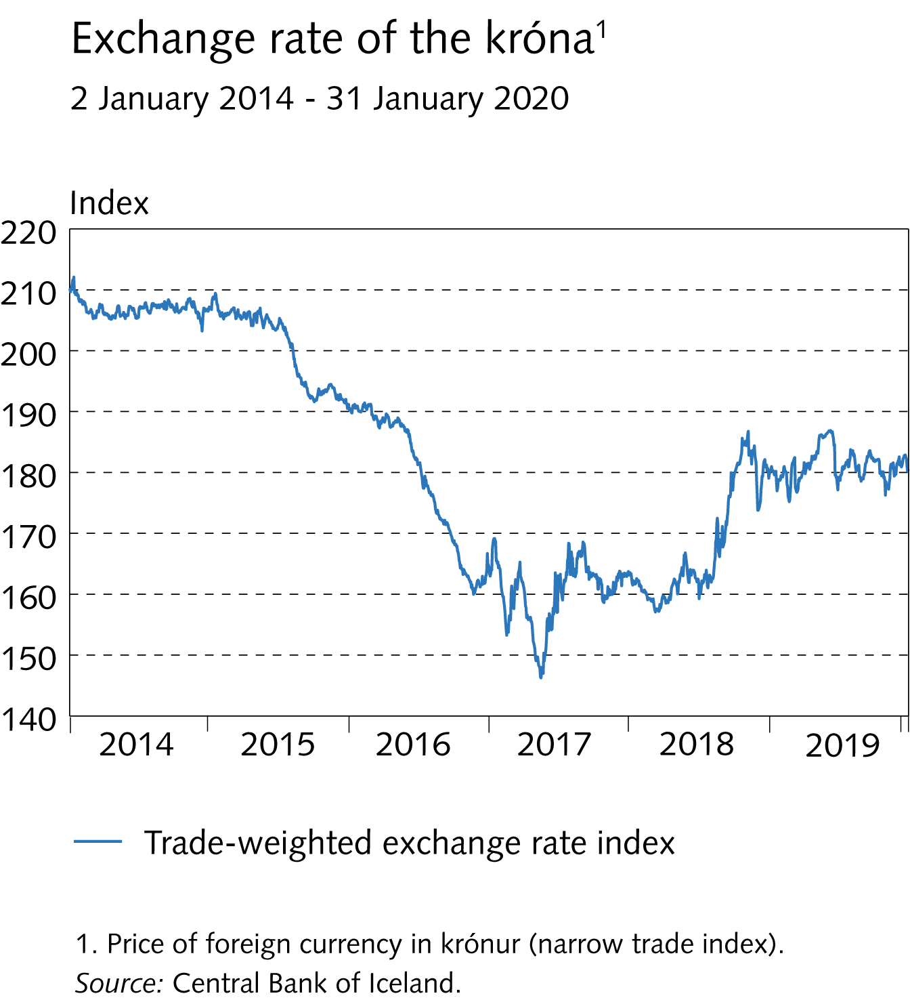 Exchange rate of the króna¹
2 January 2014 - 31 January 2020
Index
220
210
200
190
180
170
160
150
140
2014 2015 2016 2017 2018 2019
Trade-weighted exchange rate index
1. Price of foreign currency in krónur (narrow trade index).
Source: Central Bank of Iceland.